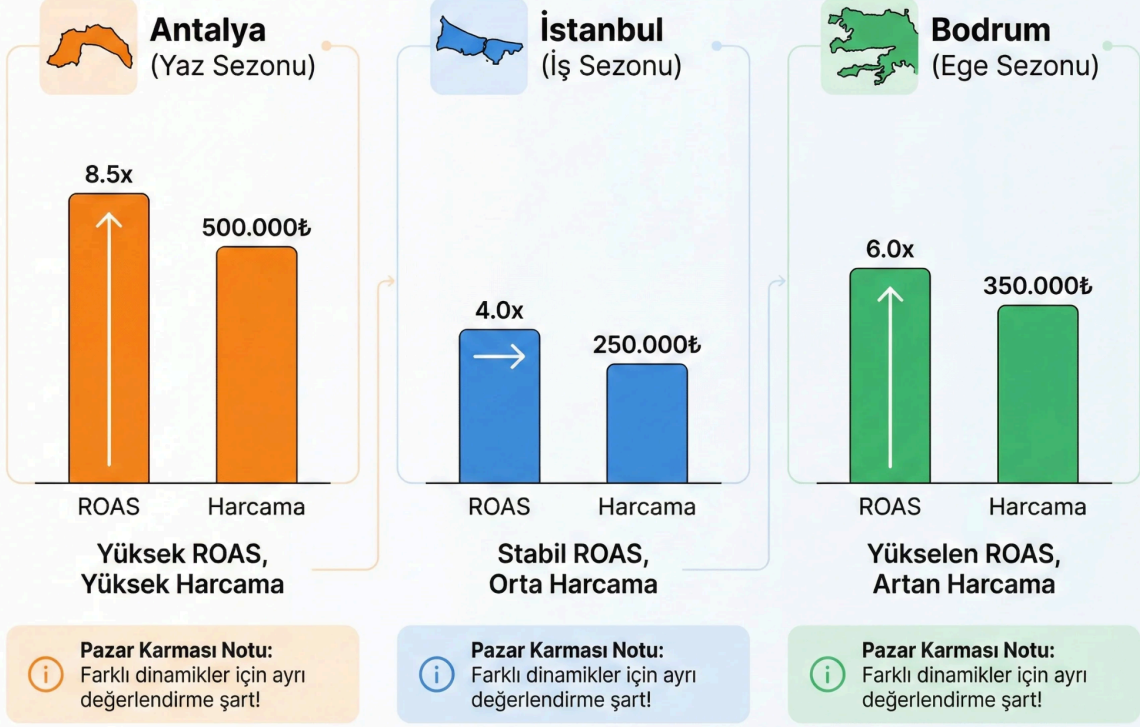 Antalya
(Yaz Sezonu)
8.5x
500.000₺
ROAS
Harcama
Yüksek ROAS,
Yüksek Harcama
Pazar Karması Notu:
Farklı dinamikler için ayrı
değerlendirme şart!
İstanbul
(İş Sezonu)
4.0x
250.000₺
ROAS
Harcama
Stabil ROAS,
Orta Harcama
Pazar Karması Notu:
Farklı dinamikler için ayrı
değerlendirme şart!
Bodrum
(Ege Sezonu)
6.0x
350.000₺
ROAS
Harcama
Yükselen ROAS,
Artan Harcama
Pazar Karması Notu:
Farklı dinamikler için ayrı
değerlendirme şart!